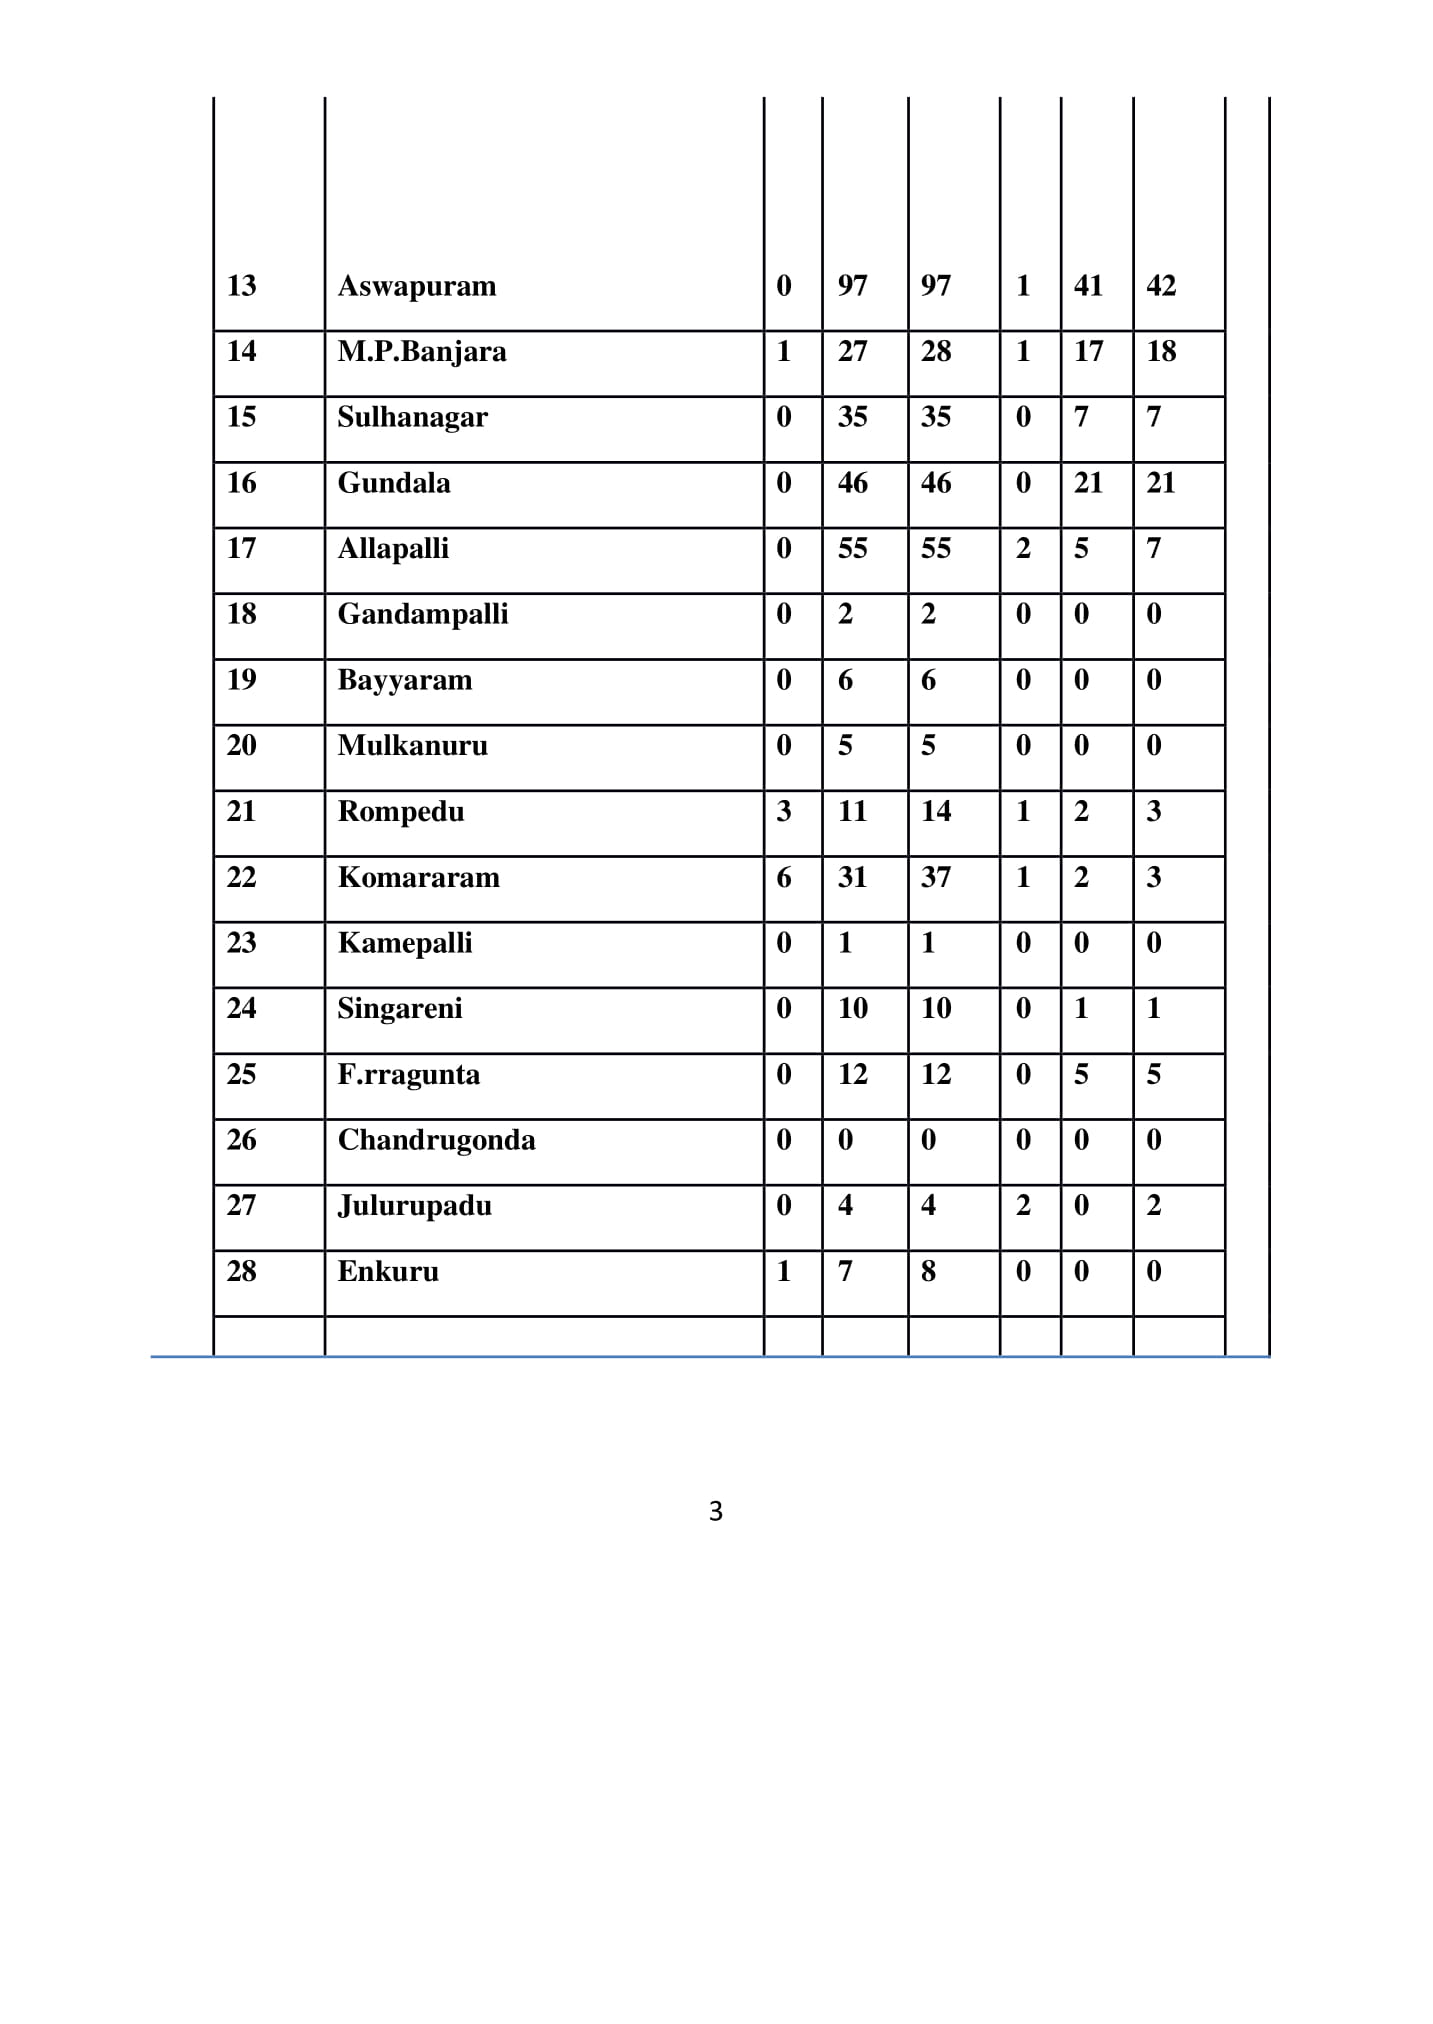 13 Aswapuram 0 97 97 1 41 42
14 M.P.Banjara 1 27 28 1 17 18
15 Sulhanagar 0 35 35 0 7 7
16 Gundala 0 46 46 0 21 21
17 Allapalli 0 55 55 2 5 7
18 Gandampalli 0 2 2 0 0 0
19 Bayyaram 0 6 6 0 0 0
20 Mulkanuru 0 5 5 0 0 0
21 Rompedu 3 11 14 1 2 3
22 Komararam 6 31 37 1 2 3
23 Kamepalli 0 1 1 0 0 0
24 Singareni 0 10 10 0 1 1
25 F.rragunta 0 12 12 0 5 5
26 Chandrugonda 0 0 0 0 0 0
27 Julurupadu 0 4 4 2 0 2
28 Enkuru 1 7 8 0 0 0
3